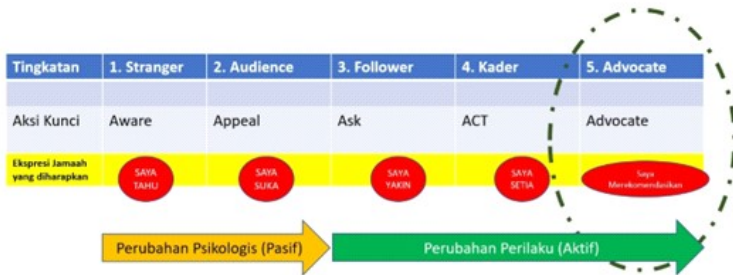 Tingkatan 1. Stranger 2. Audience 3. Follower 4. Kader 5. Advocate
Aksi Kunci Aware Appeal Ask ACT Advocate
Ekspresi Jamaah
yang diharapkan
SAYA
TAHU
SAYA
SUKA
SAYA
YAKIN
SAYA
SETIA
Saya
Merekomendasikan
Perubahan Psikologis (Pasif) Perubahan Perilaku (Aktif)